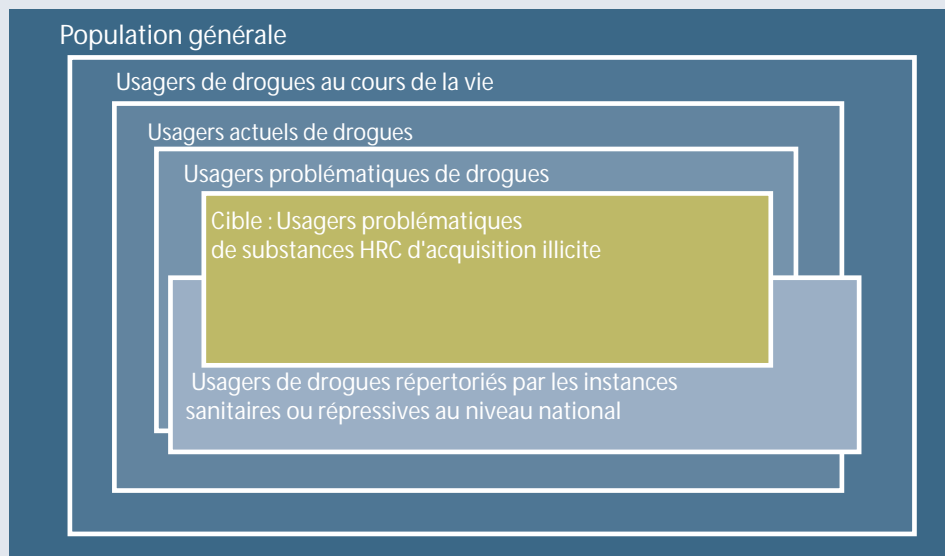 Population générale
Usagers de drogues au cours de la vie
Usagers actuels de drogues
Usagers problématiques de drogues
Cible : Usagers problématiques
de substances HRC d'acquisition illicite
Usagers de drogues répertoriés par les instances
sanitaires ou répressives au niveau national